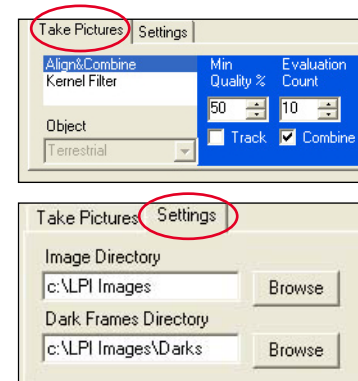 Take Pictures Settings
Align&Combine Min Evaluation
Kernel Filter Quality % Count
50 10
Object Track Combine
Terrestrial
Take Pictures Settings
Image Directory
c:\LPI Images Browse
Dark Frames Directory
c:\LPI Images\Darks Browse